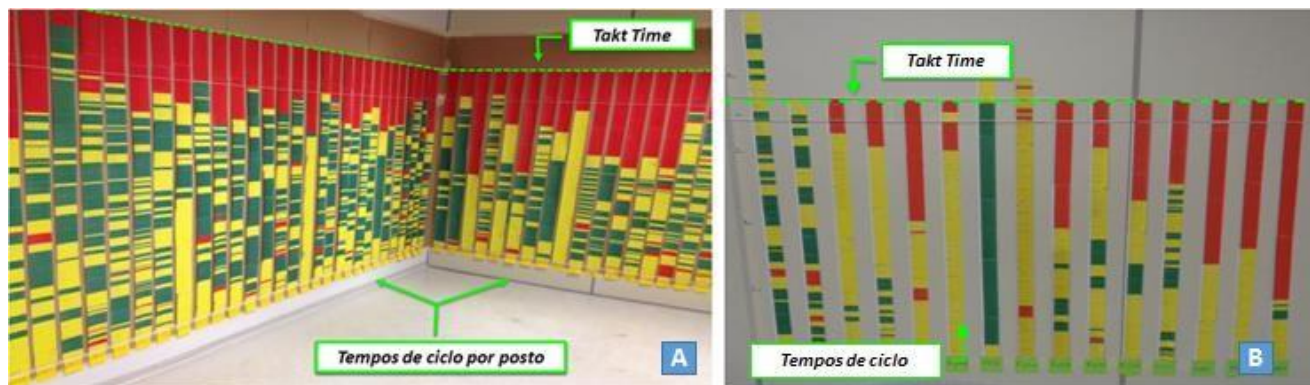 Takt Time
Tempos de ciclo por posto
A
Takt Time
Tempos de ciclo
B